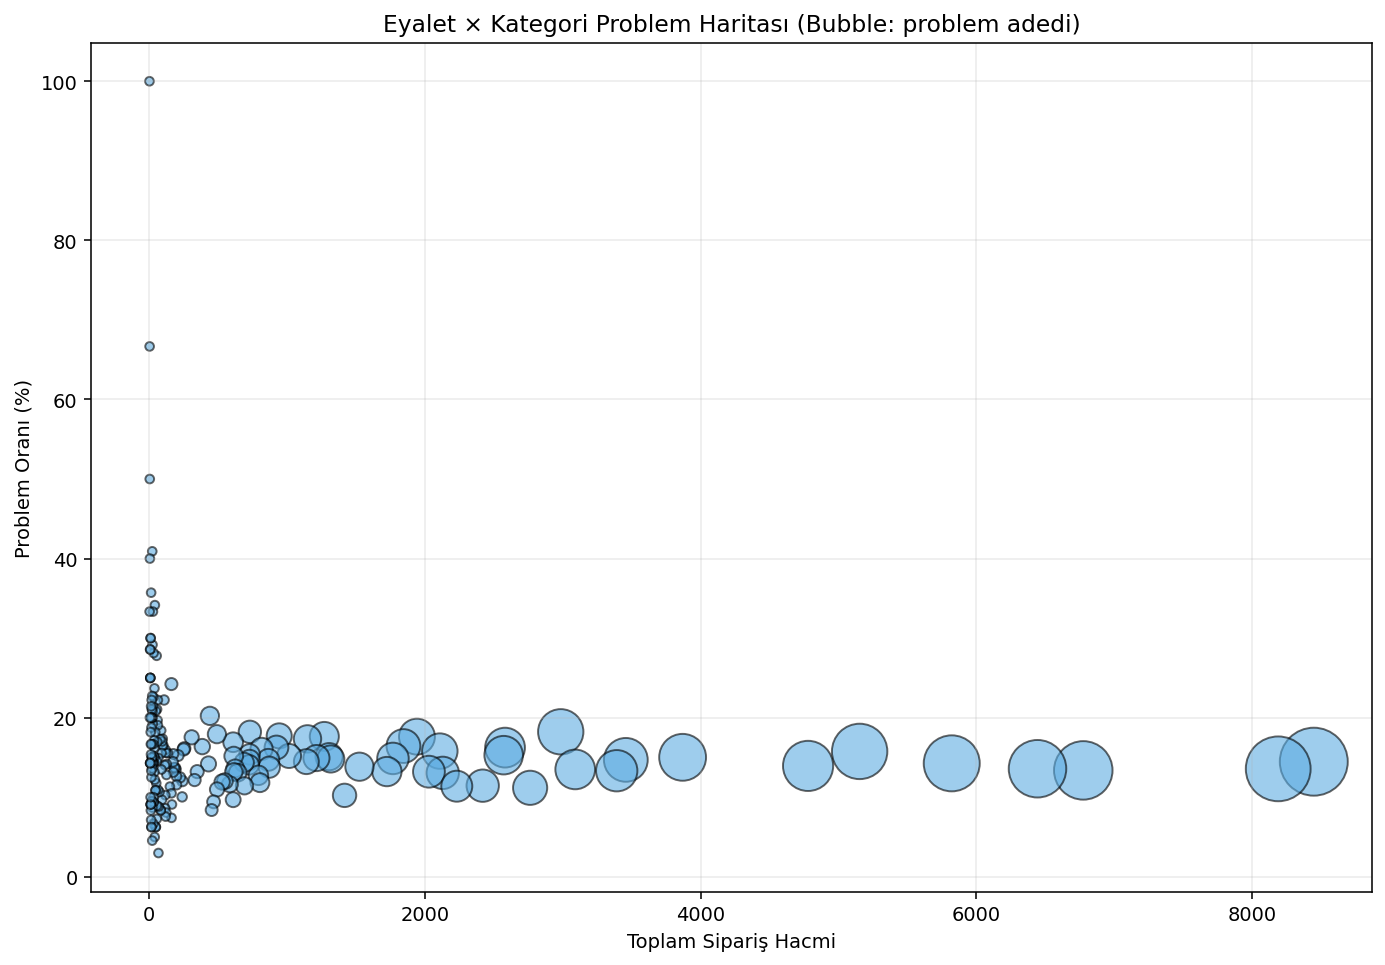 Eyalet × Kategori Problem Haritası (Bubble: problem adedi)
100
80
60
40
20
0
Problem Oranı (%)
0 2000 4000 6000 8000
Toplam Sipariş Hacmi